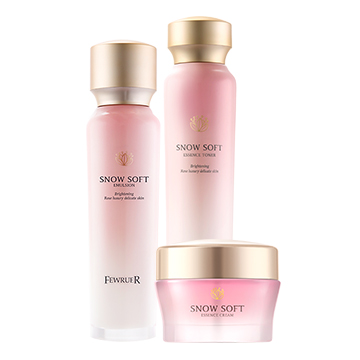 SNOW SOFT
EMULSION
Brightening
Rose luxury delicate skin
FEWRUER
SNOW SOFT
ESSENCE TONER
Brightening
Rose luxury delicate skin
SNOW SOFT
CREAM